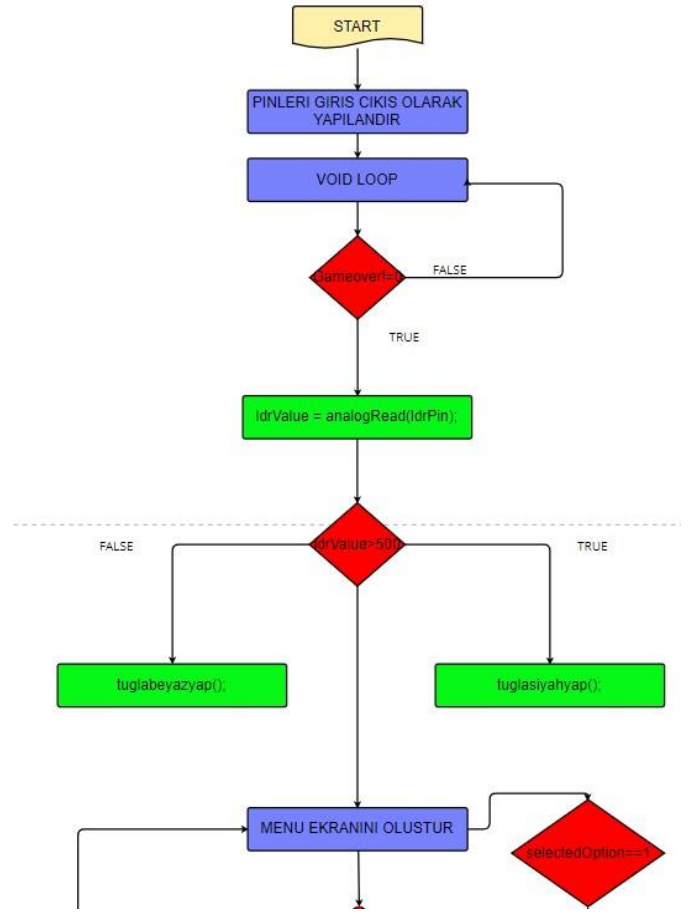 START
PINLERI GIRIS CIKIS OLARAK
YAPILANDIR
VOID LOOP
Gameover!=0
FALSE
TRUE
ldrValue = analogRead(ldrPin);
ldrValue>500
FALSE
TRUE
tuglabeyazyap();
tuglasiyahyap();
MENU EKRANINI OLUSTUR
selectedOption==1